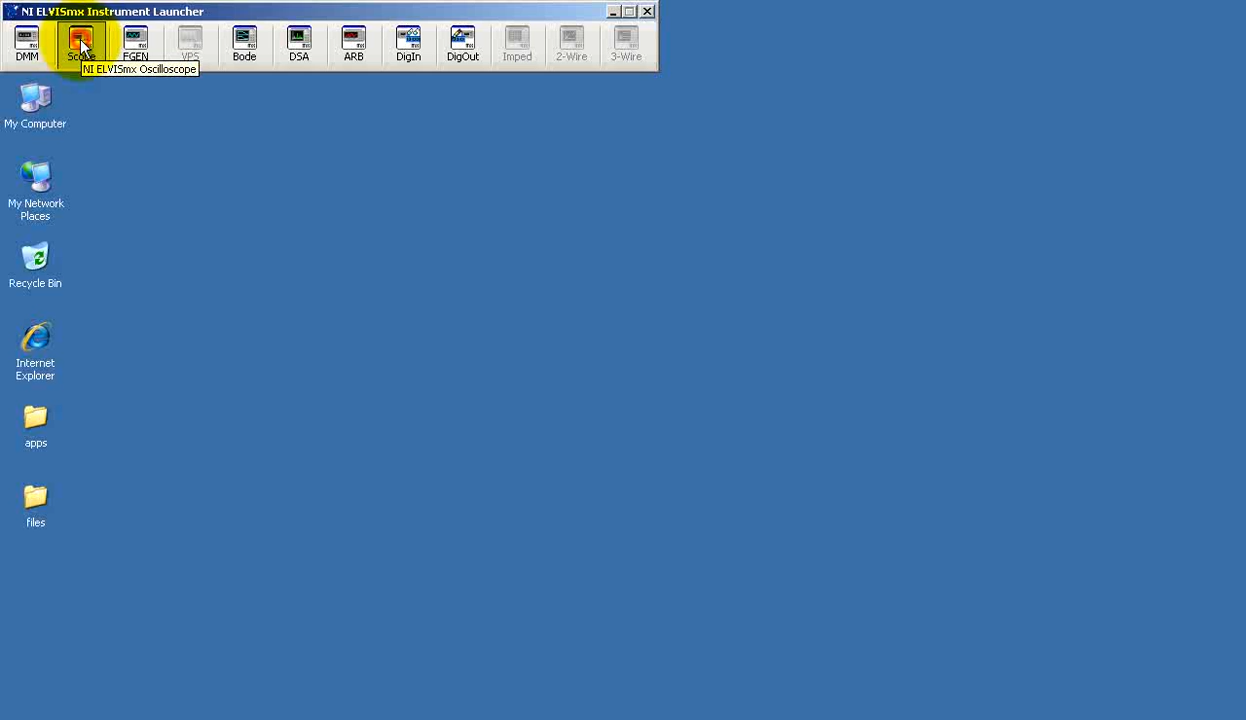 NI ELVISmx Instrument Launcher
DMM Scope FGEN VPS Bode DSA ARB DigIn DigOut Imped 2-Wire 3-Wire
NI ELVISmx Oscilloscope
My Computer
My Network
Places
Recycle Bin
Internet
Explorer
apps
files